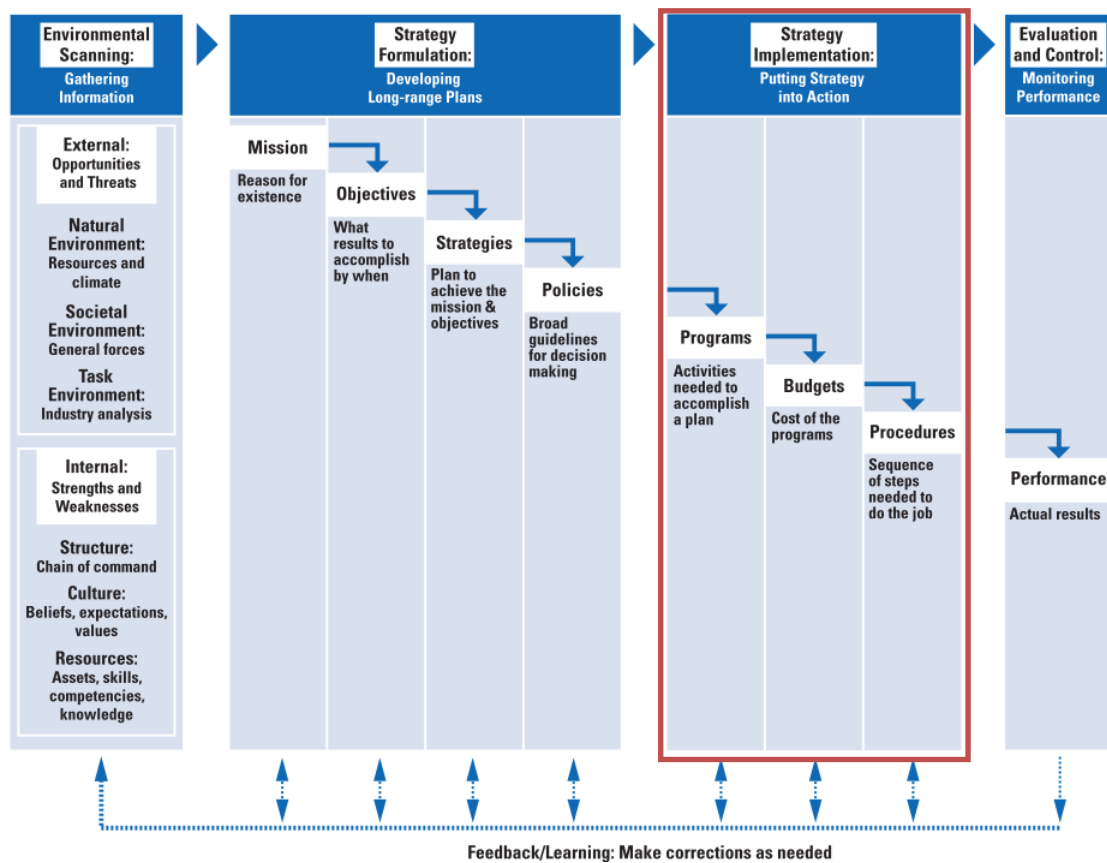 Environmental
Scanning:
Gathering
Information
Strategy
Formulation:
Developing
Long-range Plans
Strategy
Implementation:
Putting Strategy
into Action
Evaluation
and Control:
Monitoring
Performance
External:
Opportunities
and Threats
Natural
Environment:
Resources and
climate
Societal
Environment:
General forces
Task
Environment:
Industry analysis
Internal:
Strengths and
Weaknesses
Structure:
Chain of command
Culture:
Beliefs, expectations,
values
Resources:
Assets, skills,
competencies,
knowledge
Mission
Reason for
existence
Objectives
What
results to
accomplish
by when
Strategies
Plan to
achieve the
mission &
objectives
Policies
Broad
guidelines
for decision
making
Programs
Activities
needed to
accomplish
a plan
Budgets
Cost of the
programs
Procedures
Sequence
of steps
needed to
do the job
Performance
Actual results
Feedback/Learning: Make corrections as needed